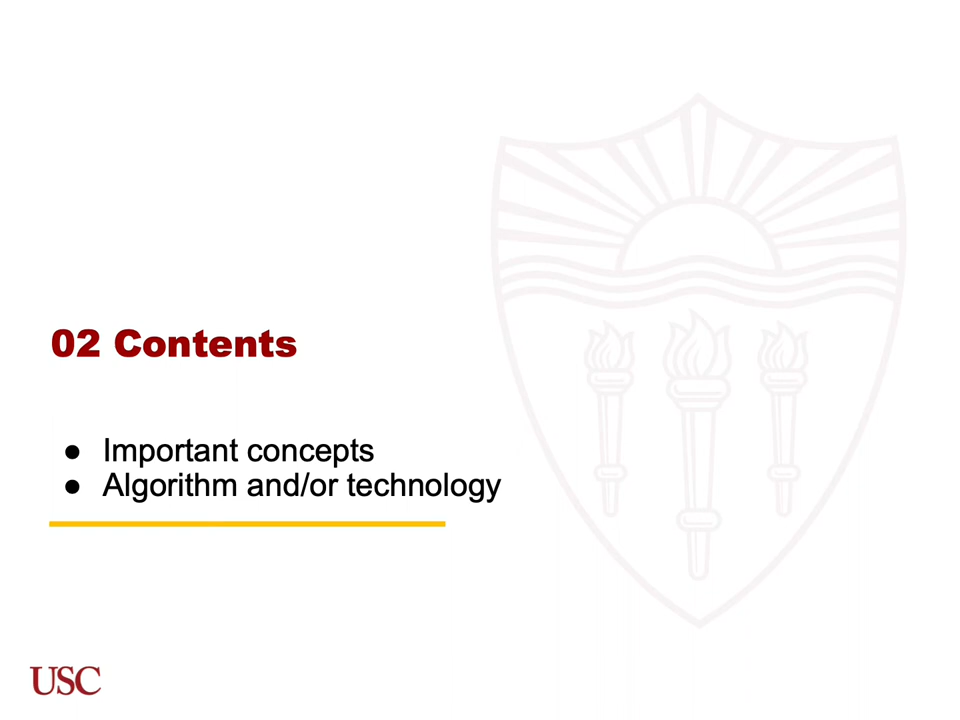 02 Contents
● Important concepts
● Algorithm and/or technology
USC